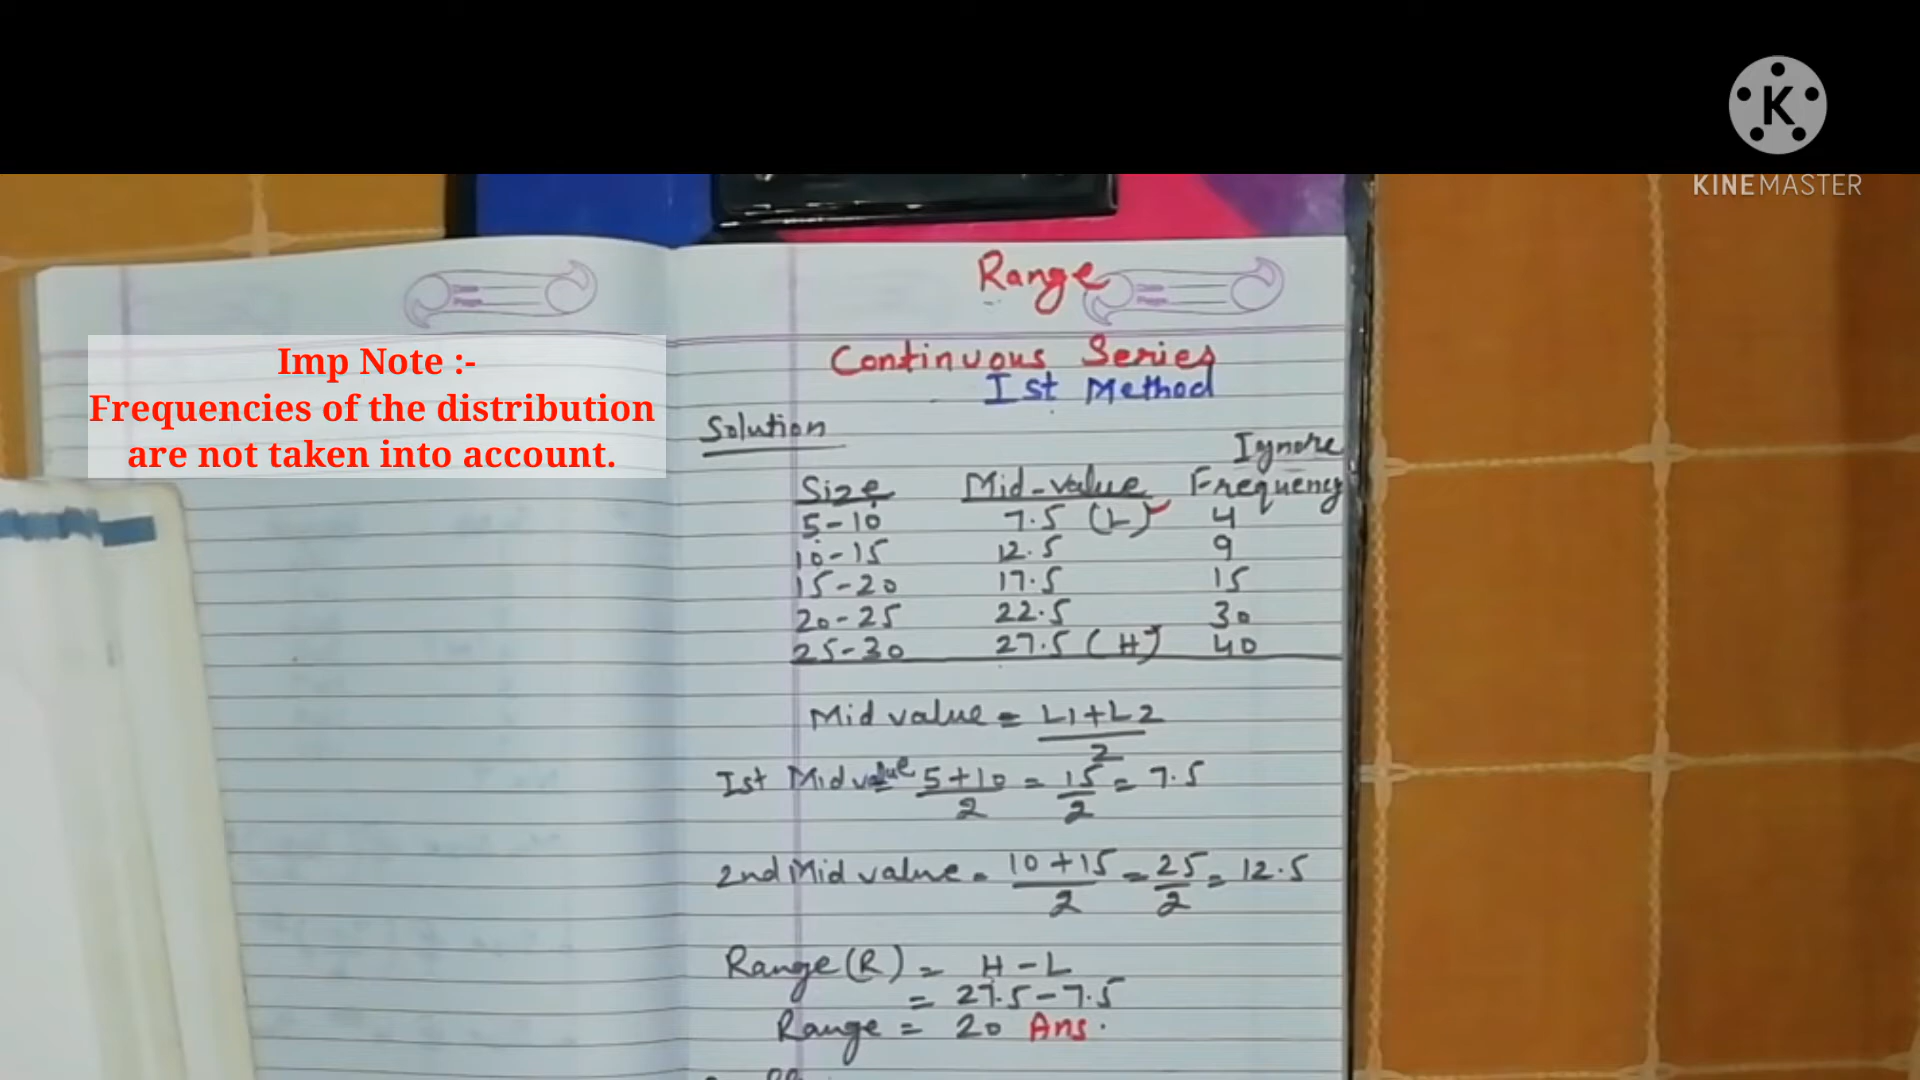 K
KINEMASTER
Range
Imp Note :-
Frequencies of the distribution
are not taken into account.
Continuous Series
Ist Method
Solution
Ignore
Size Mid-value Frequency
5-10 7.5 (L) 4
10-15 12.5 9
15-20 17.5 15
20-25 22.5 30
25-30 27.5 (H) 40
Mid value = L1+L2
2
Ist Mid value 5+10 = 15 = 7.5
2 2
2nd Mid value = 10+15 = 25 = 12.5
2 2
Range (R) = H-L
= 27.5-7.5
Range = 20 Ans.